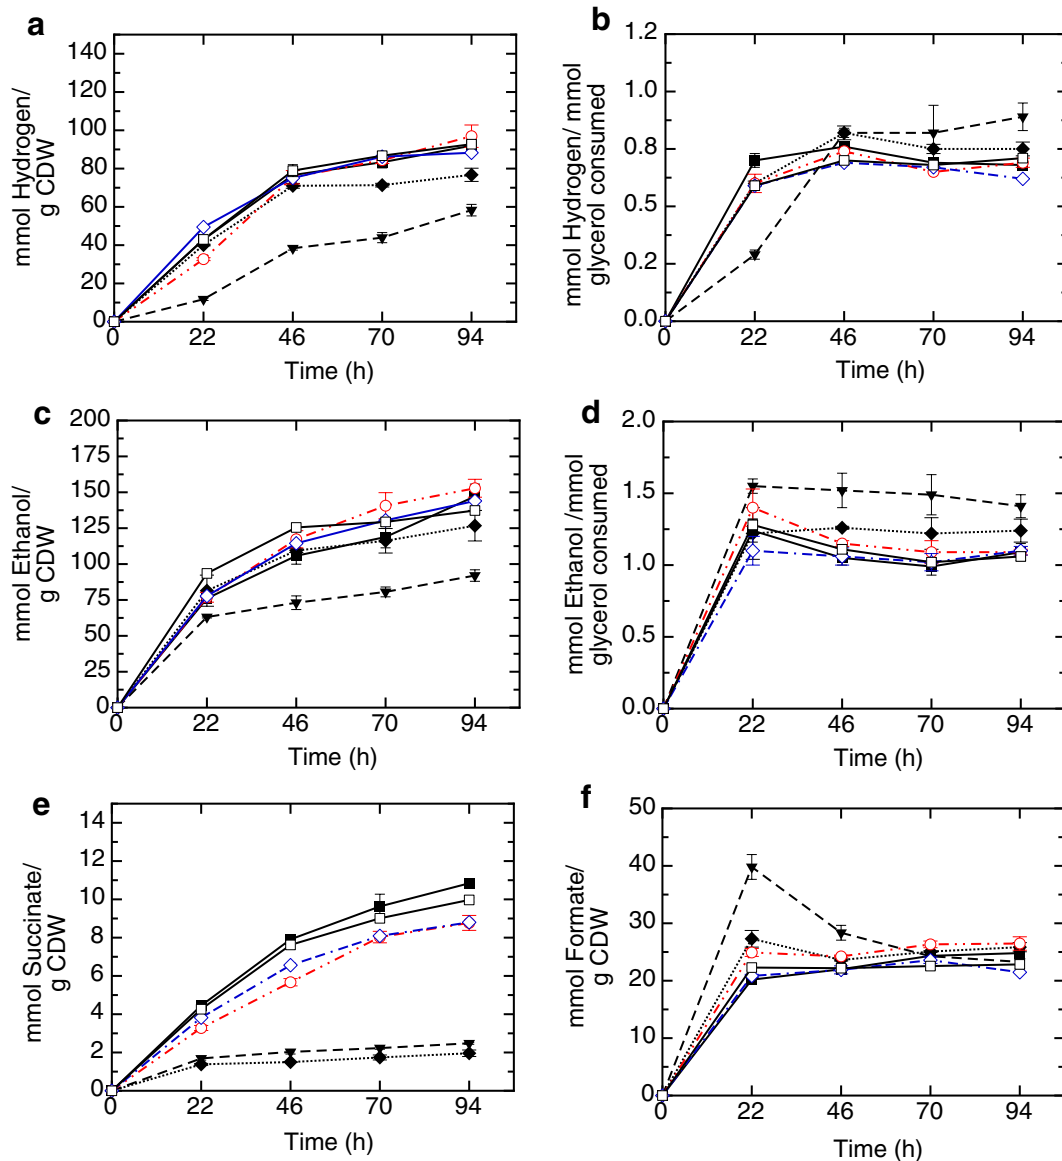 a
mmol Hydrogen/
g CDW
140
120
100
80
60
40
20
0
0 22 46 70 94
Time (h)
b
mmol Hydrogen/ mmol
glycerol consumed
1.2
1.0
0.8
0.5
0.2
0.0
0 22 46 70 94
Time (h)
c
mmol Ethanol/
g CDW
200
175
150
125
100
75
50
25
0
0 22 46 70 94
Time (h)
d
mmol Ethanol /mmol
glycerol consumed
2.0
1.5
1.0
0.5
0.0
0 22 46 70 94
Time (h)
e
mmol Succinate/
g CDW
14
12
10
8
6
4
2
0
0 22 46 70 94
Time (h)
f
mmol Formate/
g CDW
50
40
30
20
10
0
0 22 46 70 94
Time (h)